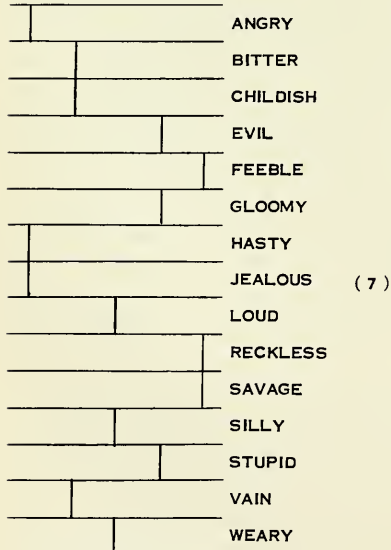 ANGRY
BITTER
CHILDISH
EVIL
FEEBLE
GLOOMY
HASTY
JEALOUS (7)
LOUD
RECKLESS
SAVAGE
SILLY
STUPID
VAIN
WEARY